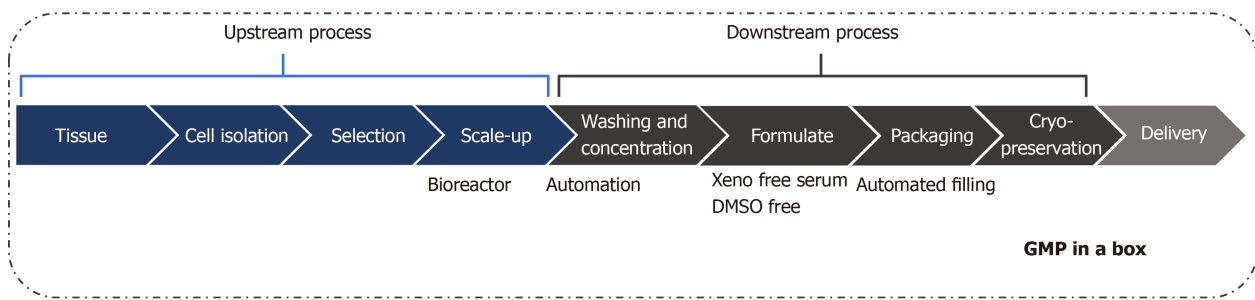 Upstream process
Downstream process
Tissue
Cell isolation
Selection
Scale-up
Washing and
concentration
Formulate
Packaging
Cryo-
preservation
Delivery
Bioreactor
Automation
Xeno free serum
DMSO free
Automated filling
GMP in a box